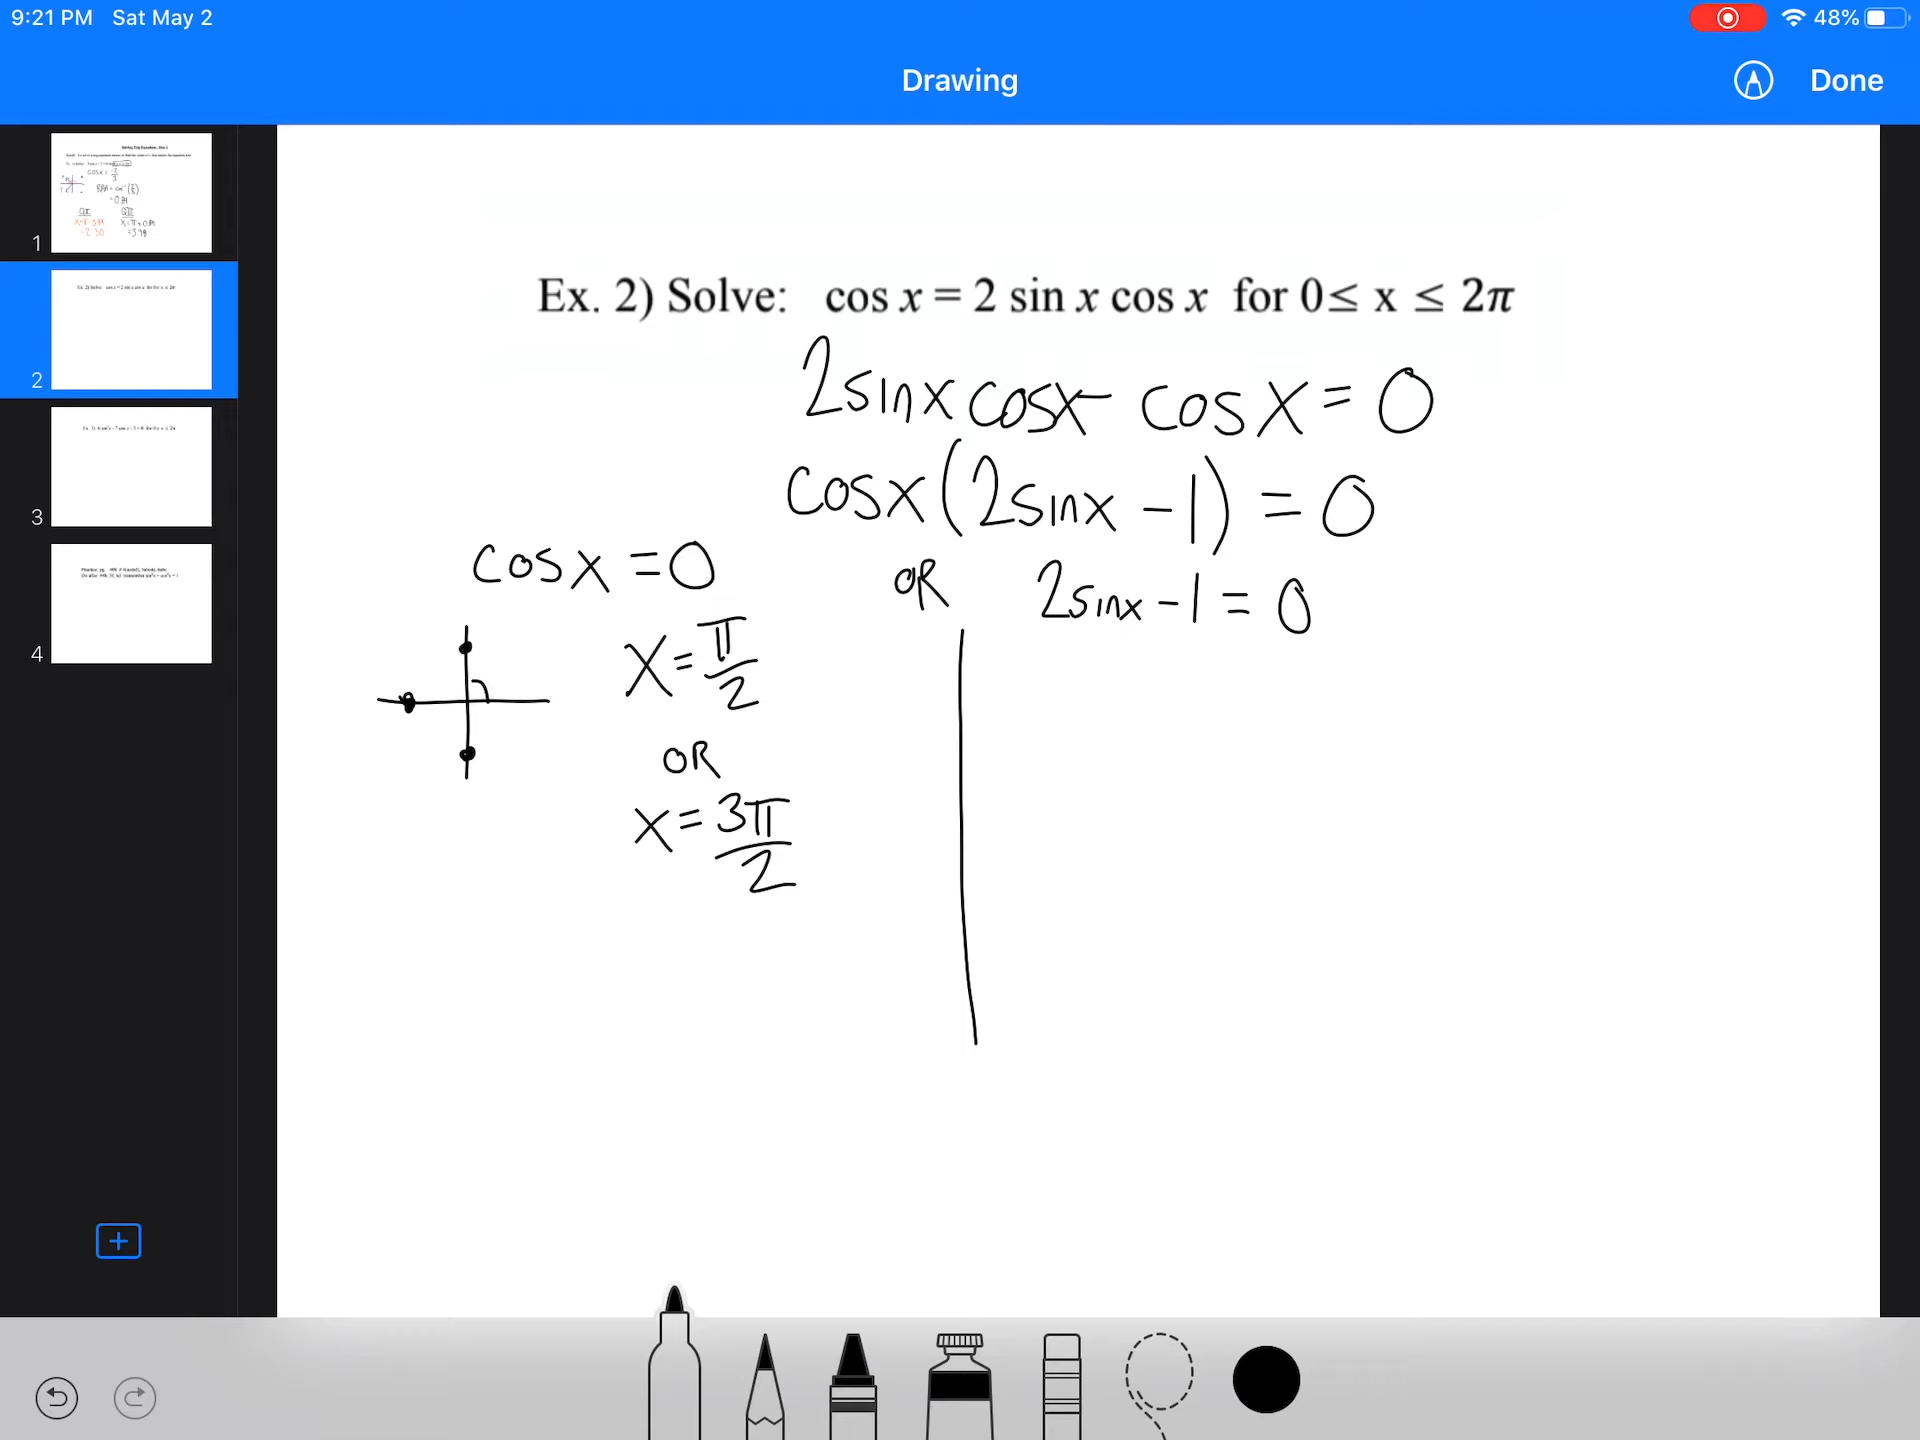 9:21 PM Sat May 2
48%
Drawing
Done
1
2
3
4
Ex. 2) Solve: cos x = 2 sin x cos x for 0≤ x ≤ 2π
2sinx cosx - cosx = 0
cosx(2sinx - 1) = 0
cosx = 0
OR
2sinx - 1 = 0
x = π/2
OR
x = 3π/2